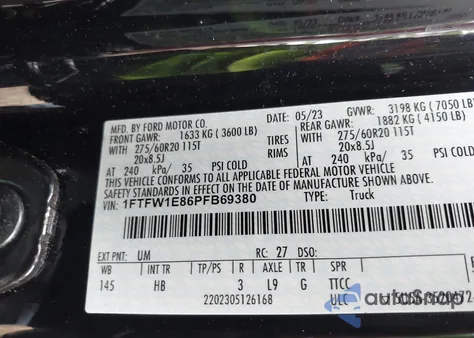 MFD. BY FORD MOTOR CO.
DATE: 05/23 GVWR: 3198 KG (7050 LB)
FRONT GAWR: 1633 KG (3600 LB)
REAR GAWR: 1882 KG (4150 LB)
WITH 275/60R20 115T TIRES WITH 275/60R20 115T
20x8.5J RIMS 20x8.5J
AT 240 kPa/ 35 PSI COLD AT 240 kPa/ 35 PSI COLD
THIS VEHICLE CONFORMS TO ALL APPLICABLE FEDERAL MOTOR VEHICLE
SAFETY STANDARDS IN EFFECT ON THE DATE OF MANUFACTURE SHOWN ABOVE.
VIN: 1FTFW1E86PFB69380 TYPE: Truck
EXT PNT: UM RC: 27 DSO:
WB INT TR TP/PS R AXLE TR SPR
145 HB 3 L9 G TTCC
2202305126168 ULC
autoSnap